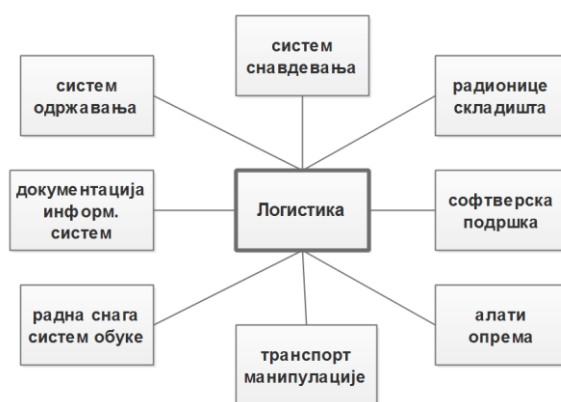 систем
снавдевања
систем
одржавања
радионице
складишта
документација
информ.
систем
Логистика
софтверска
подршка
радна снага
систем обуке
транспорт
манипулације
алати
опрема